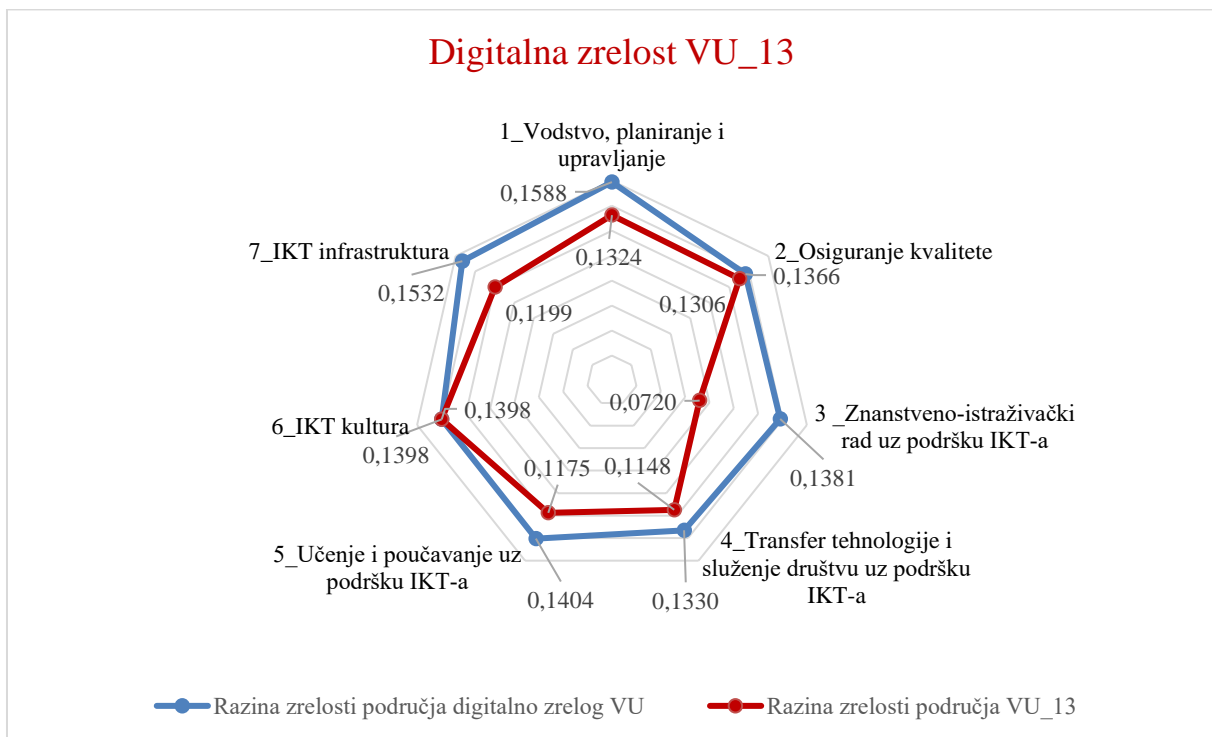 Digitalna zrelost VU_13
1_Vodstvo, planiranje i
upravljanje
0,1588
0,1324
7_IKT infrastruktura
2_Osiguranje kvalitete
0,1366
0,1532
0,1306
0,1199
0,0720
3 _Znanstveno-istraživački
rad uz podršku IKT-a
0,1381
6_IKT kultura
0,1398
0,1398
0,1175
0,1148
5_Učenje i poučavanje uz
podršku IKT-a
0,1404
4_Transfer tehnologije i
služenje društvu uz podršku
IKT-a
0,1330
Razina zrelosti područja digitalno zrelog VU
Razina zrelosti područja VU_13